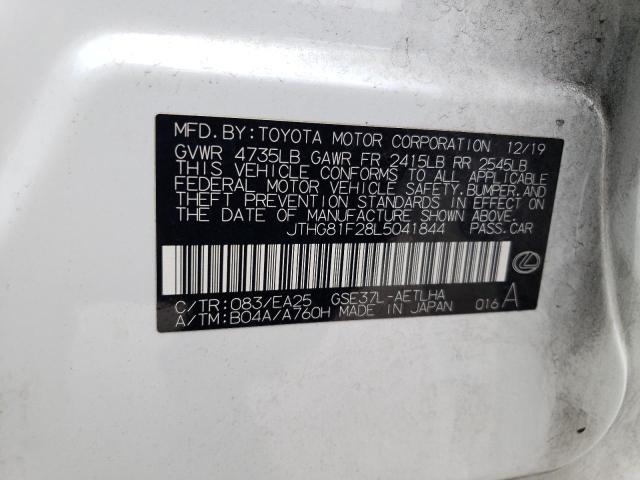 MFD.BY:TOYOTA MOTOR CORPORATION 12/19
GVWR 4735LB GAWR FR 2415LB RR 2545LB
THIS VEHICLE CONFORMS TO ALL APPLICABLE
FEDERAL MOTOR VEHICLE SAFETY.BUMPER.AND
THEFT PREVENTION STANDARDS IN EFFECT ON
THE DATE OF MANUFACTURE SHOWN ABOVE.
JTHG81F28L5041844 PASS.CAR
C/TR:083/EA25 GSE37L-AETLHA
A/TM:B04A/A760H MADE IN JAPAN 016 A